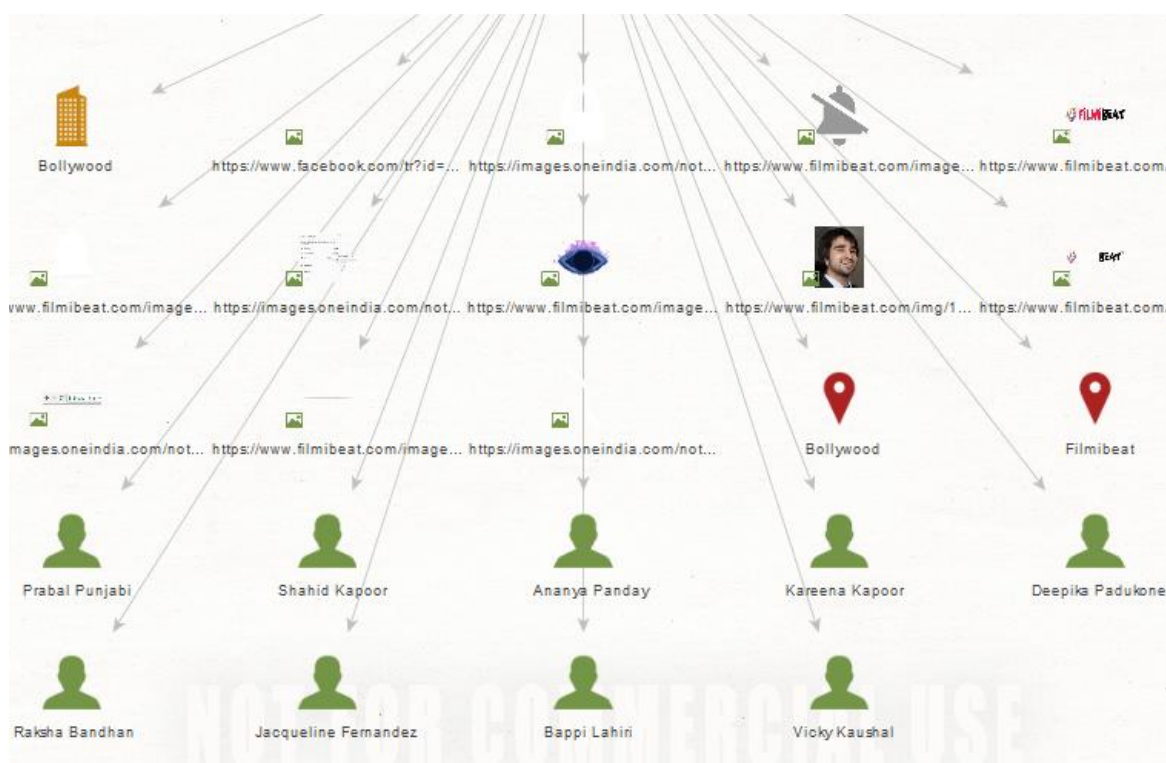 FILMIBEAT
Bollywood
https://www.facebook.com/tr?id=...
https://images.oneindia.com/not...
https://www.filmibeat.com/image...
https://www.filmibeat.com
BEAT
www.filmibeat.com/image...
https://images.oneindia.com/not...
https://www.filmibeat.com/image...
https://www.filmibeat.com/img/1...
https://www.filmibeat.com
mages.oneindia.com/not...
https://www.filmibeat.com/image...
https://images.oneindia.com/not...
Bollywood
Filmibeat
Prabal Punjabi
Shahid Kapoor
Ananya Panday
Kareena Kapoor
Deepika Padukone
Raksha Bandhan
Jacqueline Fernandez
Bappi Lahiri
Vicky Kaushal
NOT FOR COMMERCIAL USE